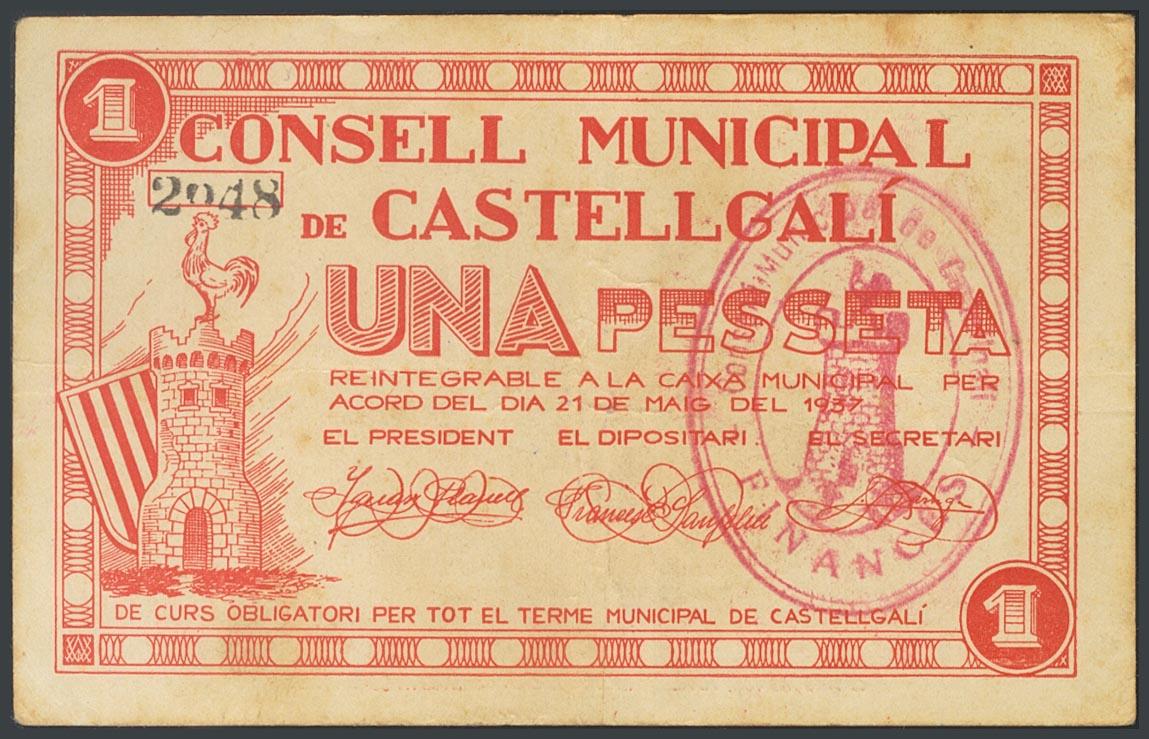 1
CONSELL MUNICIPAL
2048
DE CASTELLGALÍ
UNA PESSETA
REINTEGRABLE A LA CAIXA MUNICIPAL PER
ACORD DEL DIA 21 DE MAIG DEL 1937
EL PRESIDENT EL DIPOSITARI EL SECRETARI
Francesc
FINANCES
DE CURS OBLIGATORI PER TOT EL TERME MUNICIPAL DE CASTELLGALÍ
1